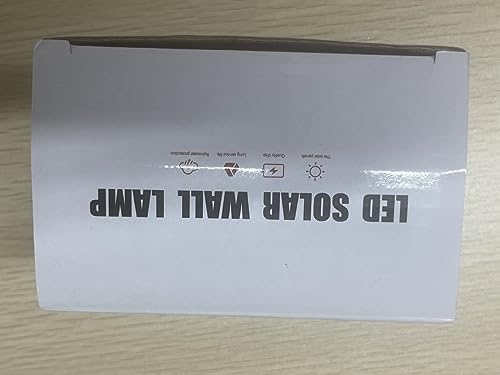 LED SOLAR WALL LAMP
The solar panels
Quality chip
Long service life
Rainwater protection